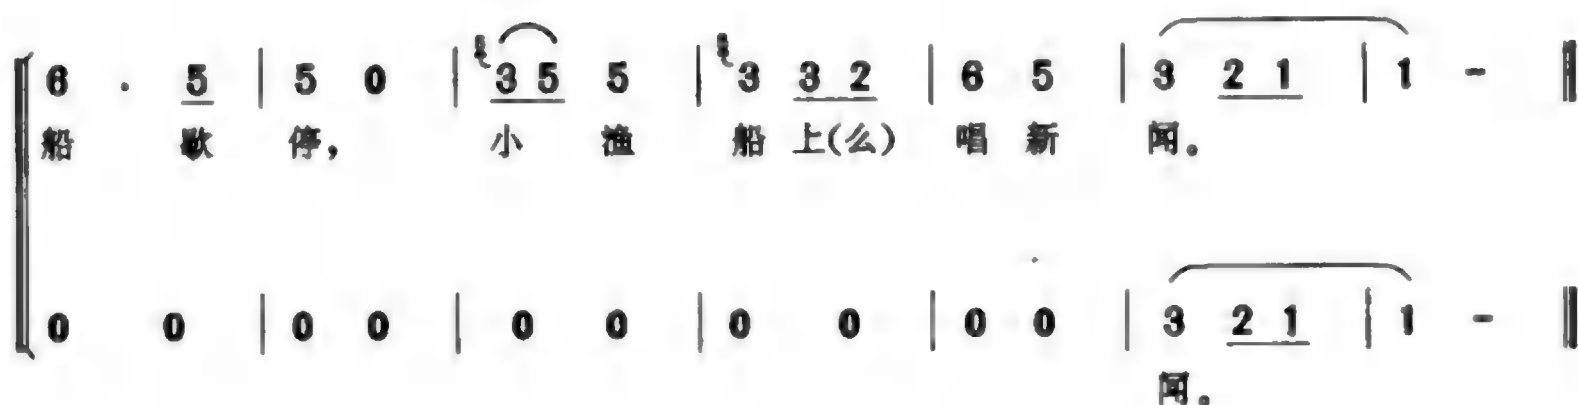 6 · 5 | 5 0 | 3 5 5 | 3 3 2 | 6 5 | 3 2 1 | 1 - ‖
船 歌 停, 小 渔 船 上(么) 唱 新 闻。
0 0 | 0 0 | 0 0 | 0 0 | 0 0 | 3 2 1 | 1 - ‖
闻。